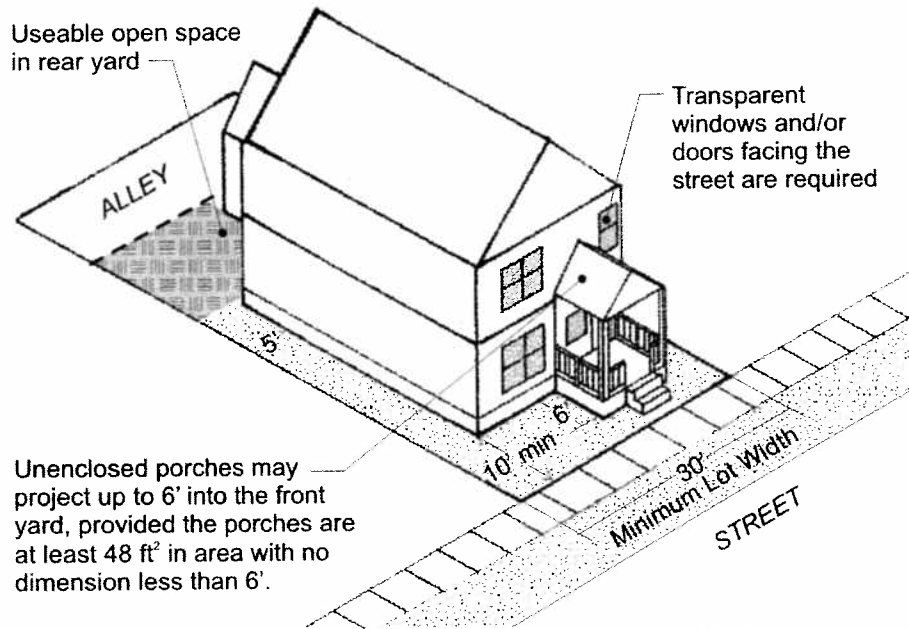 Useable open space
in rear yard
Transparent
windows and/or
doors facing the
street are required
ALLEY
5'
6'
10' min
30'
Minimum Lot Width
STREET
Unenclosed porches may
project up to 6' into the front
yard, provided the porches are
at least 48 ft² in area with no
dimension less than 6'.